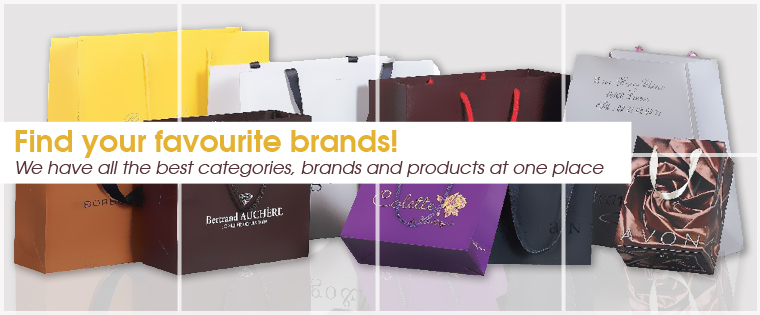 Find your favourite brands!
We have all the best categories, brands and products at one place
Bertrand AUCHÈRE
Colette
AVON